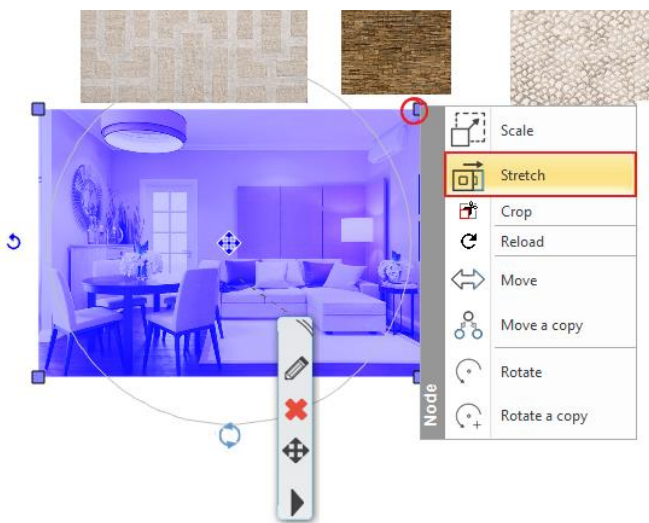 Scale
Stretch
Crop
Reload
Move
Move a copy
Rotate
Rotate a copy
Node